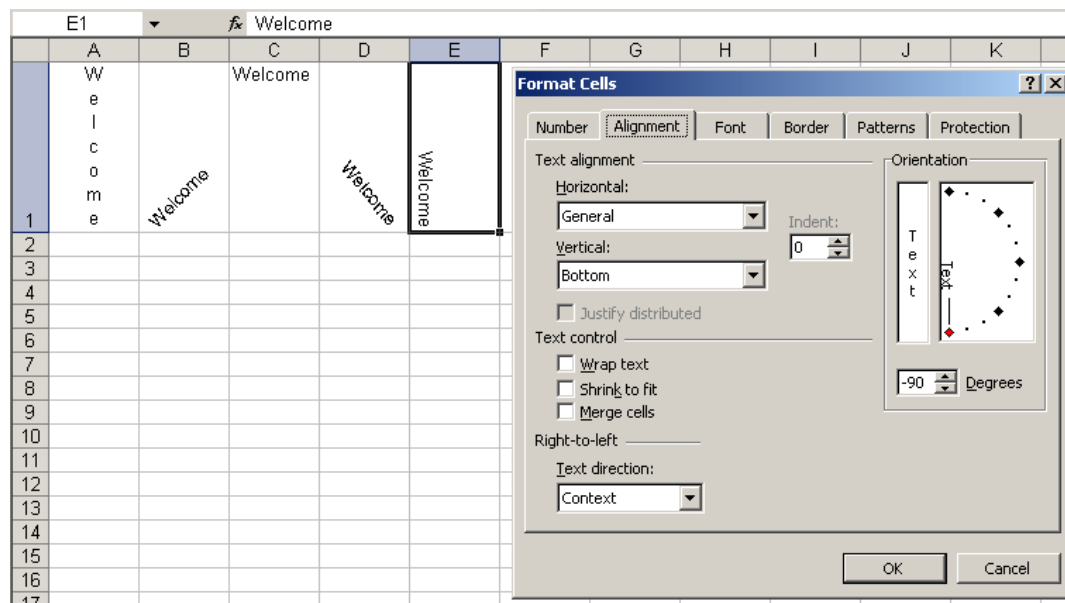 E1 fx Welcome
A B C D E F G H I J K
Welcome Welcome Welcome Welcome Welcome
1
2
3
4
5
6
7
8
9
10
11
12
13
14
15
16
17
Format Cells ? X
Number Alignment Font Border Patterns Protection
Text alignment
Horizontal:
General
Indent:
0
Vertical:
Bottom
Justify distributed
Text control
Wrap text
Shrink to fit
Merge cells
Right-to-left
Text direction:
Context
Orientation
Text
Text
-90 Degrees
OK Cancel